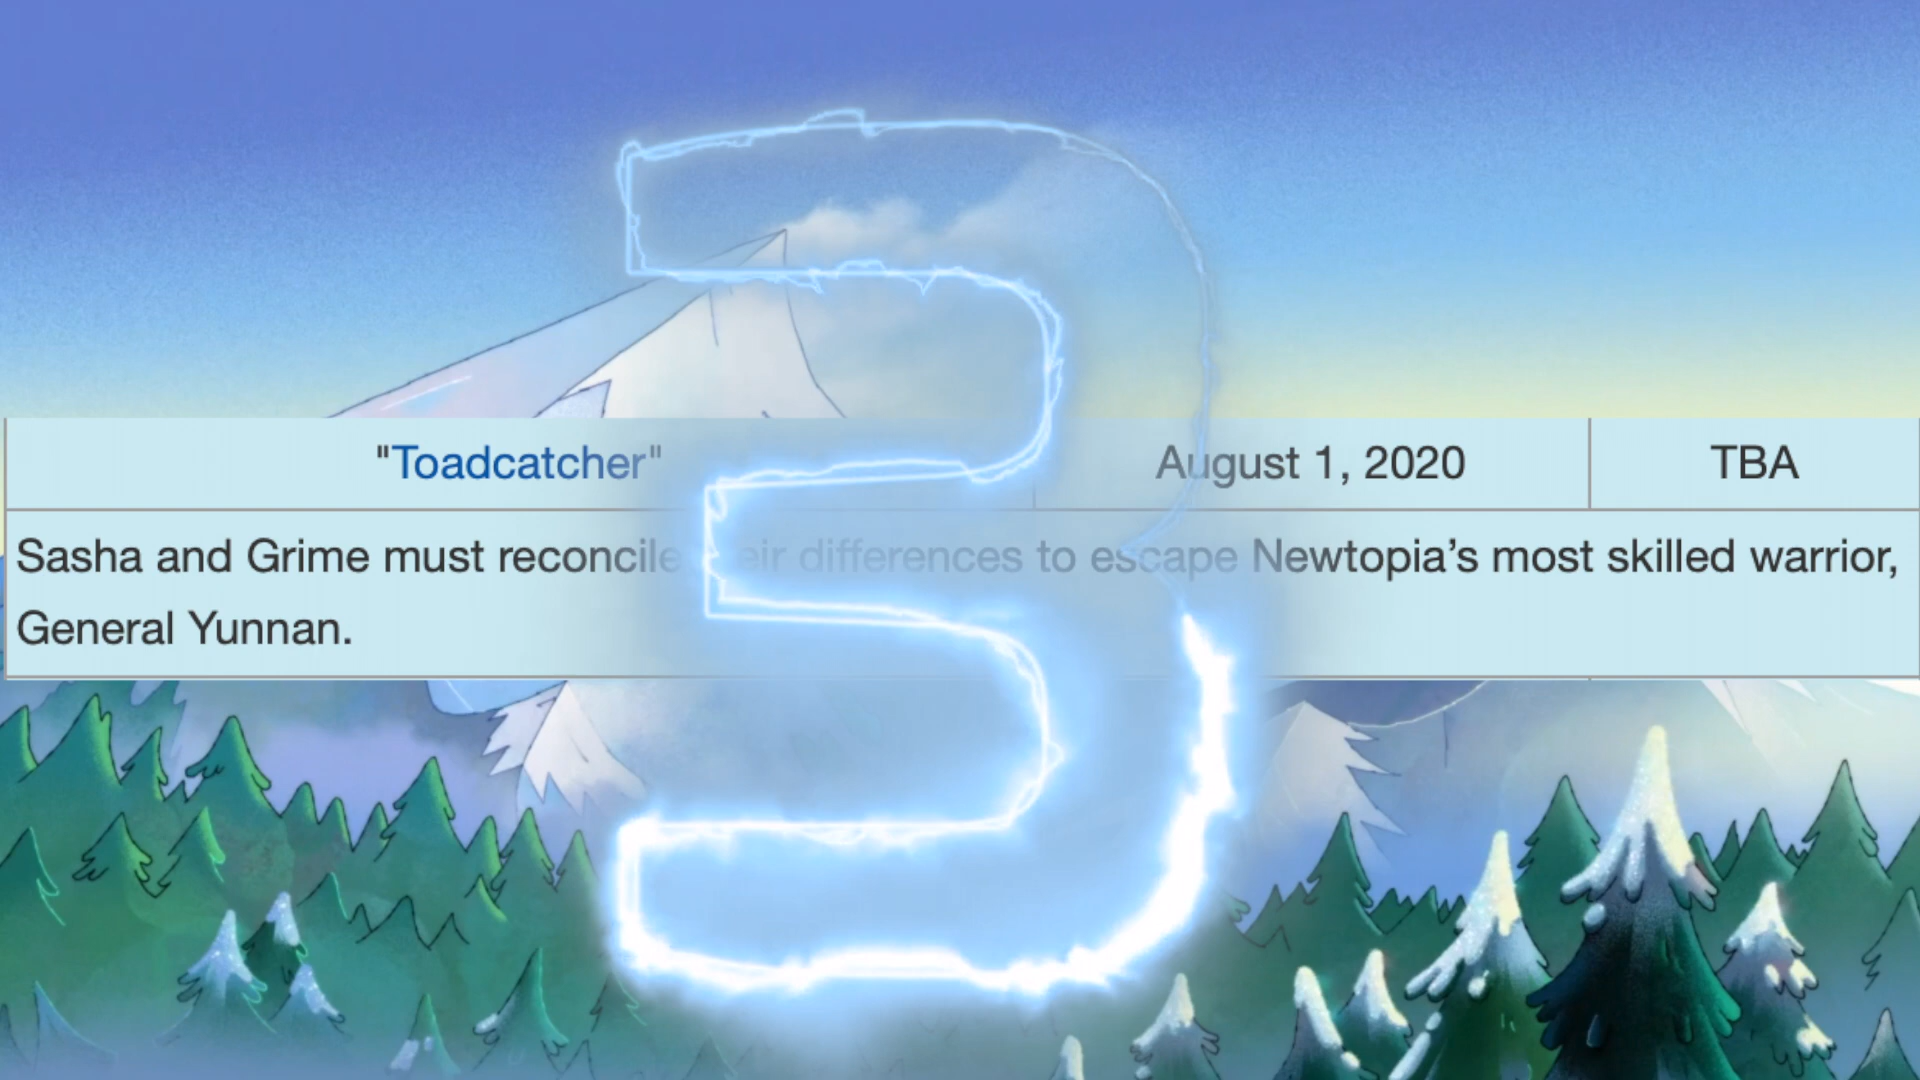 "Toadcatcher" August 1, 2020 TBA
Sasha and Grime must reconcile their differences to escape Newtopia’s most skilled warrior,
General Yunnan.
3